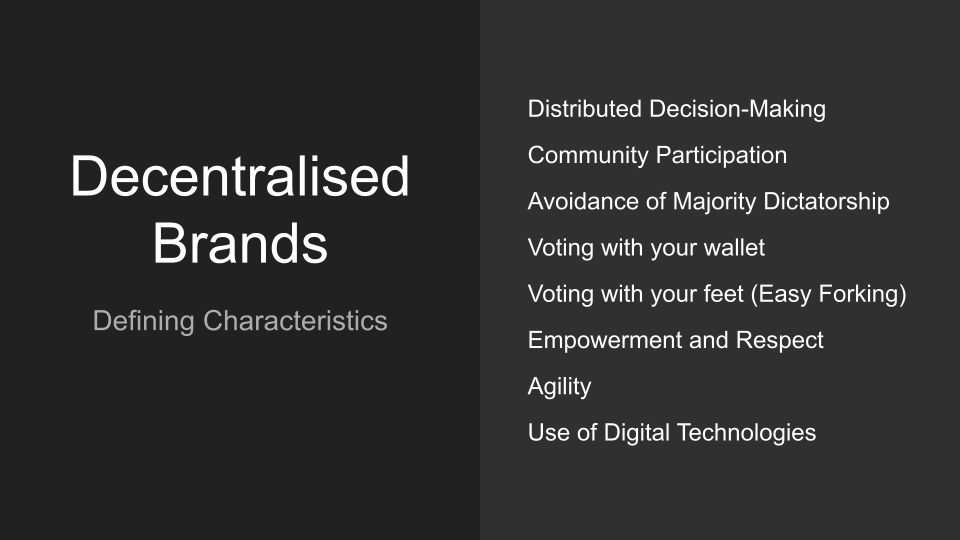 Decentralised
Brands
Defining Characteristics
Distributed Decision-Making
Community Participation
Avoidance of Majority Dictatorship
Voting with your wallet
Voting with your feet (Easy Forking)
Empowerment and Respect
Agility
Use of Digital Technologies